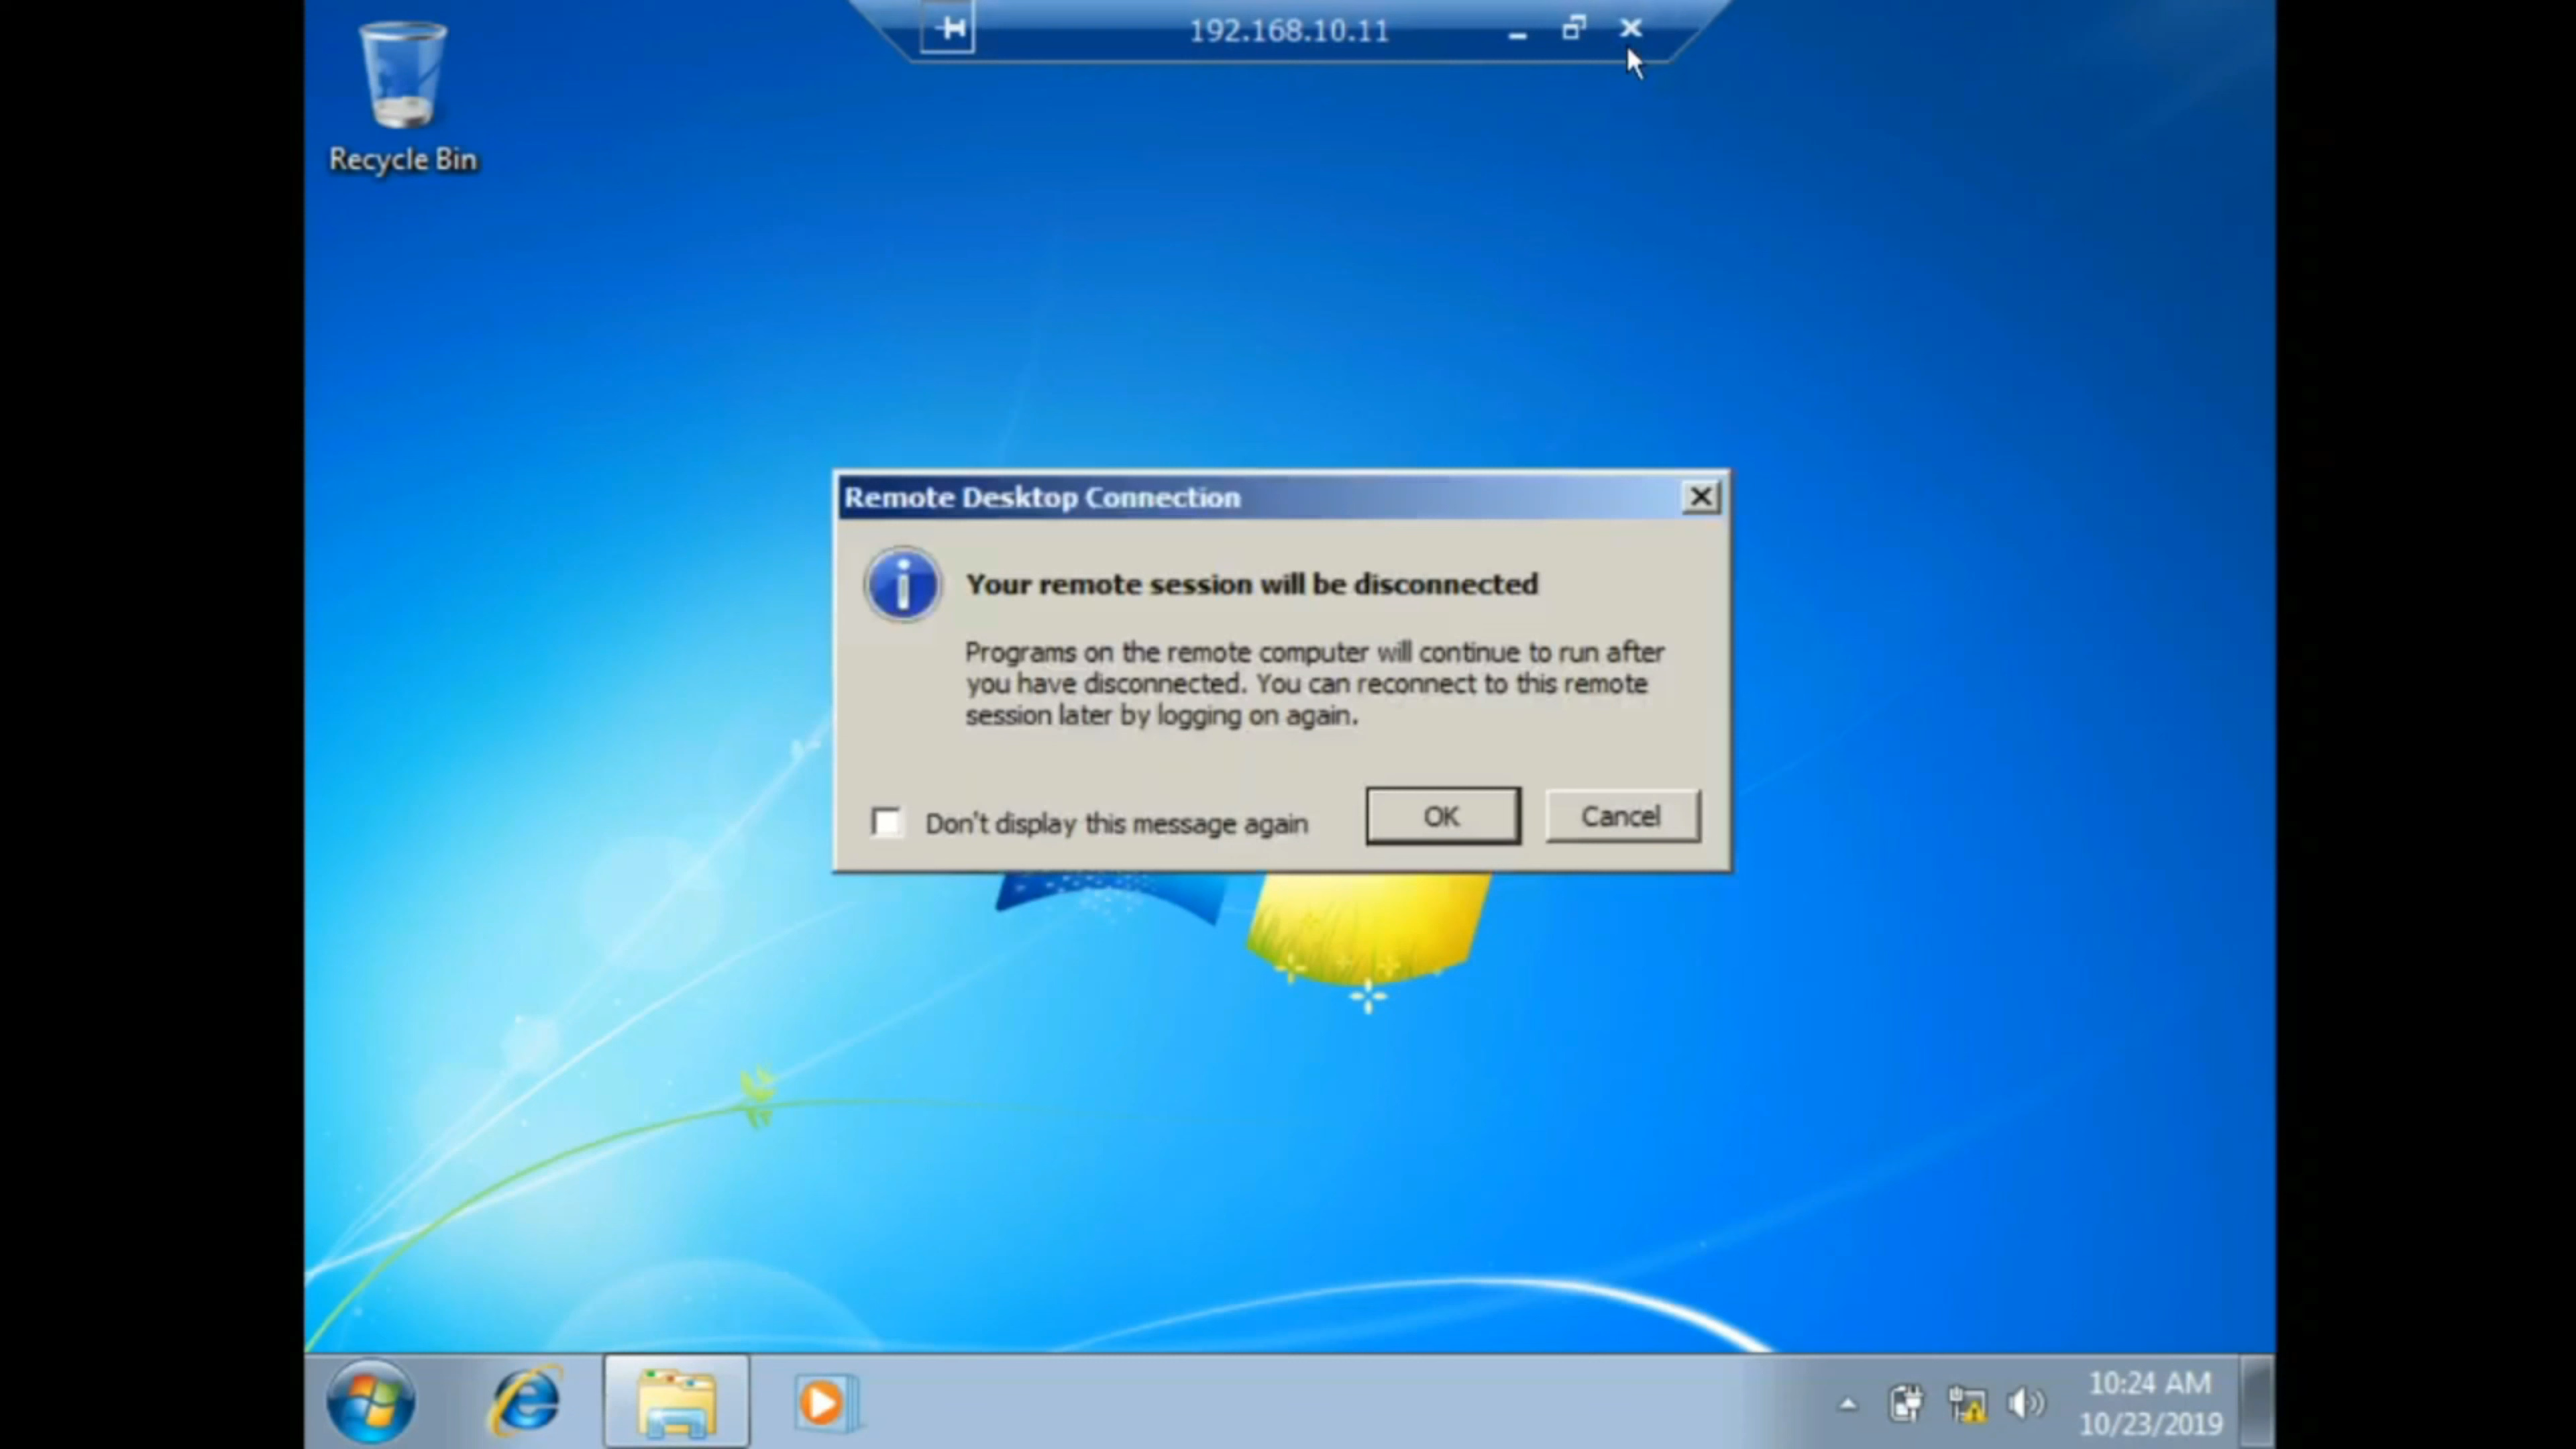 192.168.10.11
Recycle Bin
Remote Desktop Connection
Your remote session will be disconnected
Programs on the remote computer will continue to run after
you have disconnected. You can reconnect to this remote
session later by logging on again.
Don't display this message again
OK
Cancel
10:24 AM
10/23/2019